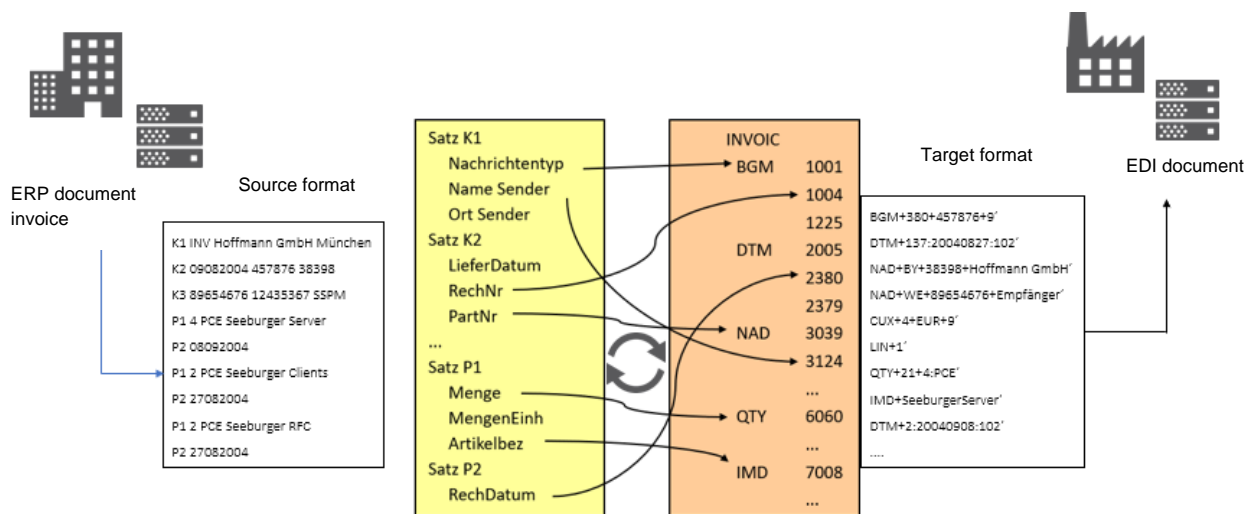 ERP document
invoice
Source format
K1 INV Hoffmann GmbH München
K2 09082004 457876 38398
K3 89654676 12435367 SSPM
P1 4 PCE Seeburger Server
P2 08092004
P1 2 PCE Seeburger Clients
P2 27082004
P1 2 PCE Seeburger RFC
P2 27082004
Satz K1
Nachrichtentyp
Name Sender
Ort Sender
Satz K2
LieferDatum
RechNr
PartNr
...
Satz P1
Menge
MengenEinh
Artikelbez
Satz P2
RechDatum
INVOIC
BGM 1001
1004
1225
DTM 2005
2380
2379
NAD 3039
3124
...
QTY 6060
...
IMD 7008
...
Target format
BGM+380+457876+9´
DTM+137:20040827:102´
NAD+BY+38398+Hoffmann GmbH´
NAD+WE+89654676+Empfänger´
CUX+4+EUR+9´
LIN+1´
QTY+21+4:PCE´
IMD+SeeburgerServer´
DTM+2:20040908:102´
....
EDI document